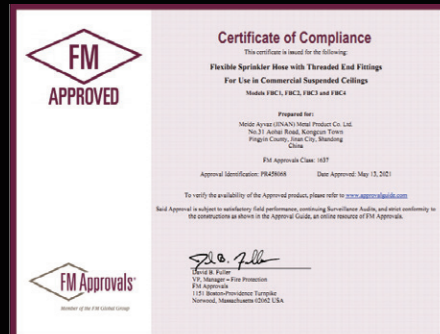 FM
APPROVED
Certificate of Compliance
This certificate is issued for the following:
Flexible Sprinkler Hose with Threaded End Fittings
For Use in Commercial Suspended Ceilings
Models FBC1, FBC2, FBC3 and FBC4
Prepared for:
Meide Ayvaz (JINAN) Metal Product Co. Ltd.
No.31 Aohai Road, Kongcun Town
Pingyin County, Jinan City, Shandong
China
FM Approvals Class: 1637
Approval Identification: PR458068 Date Approved: May 13, 2021
To verify the availability of the Approved product, please refer to www.approvalguide.com
Said Approval is subject to satisfactory field performance, continuing Surveillance Audits, and strict conformity to
the constructions as shown in the Approval Guide, an online resource of FM Approvals.
David B. Fuller
VP, Manager – Fire Protection
FM Approvals
1151 Boston-Providence Turnpike
Norwood, Massachusetts 02062 USA
FM Approvals
Member of the FM Global Group